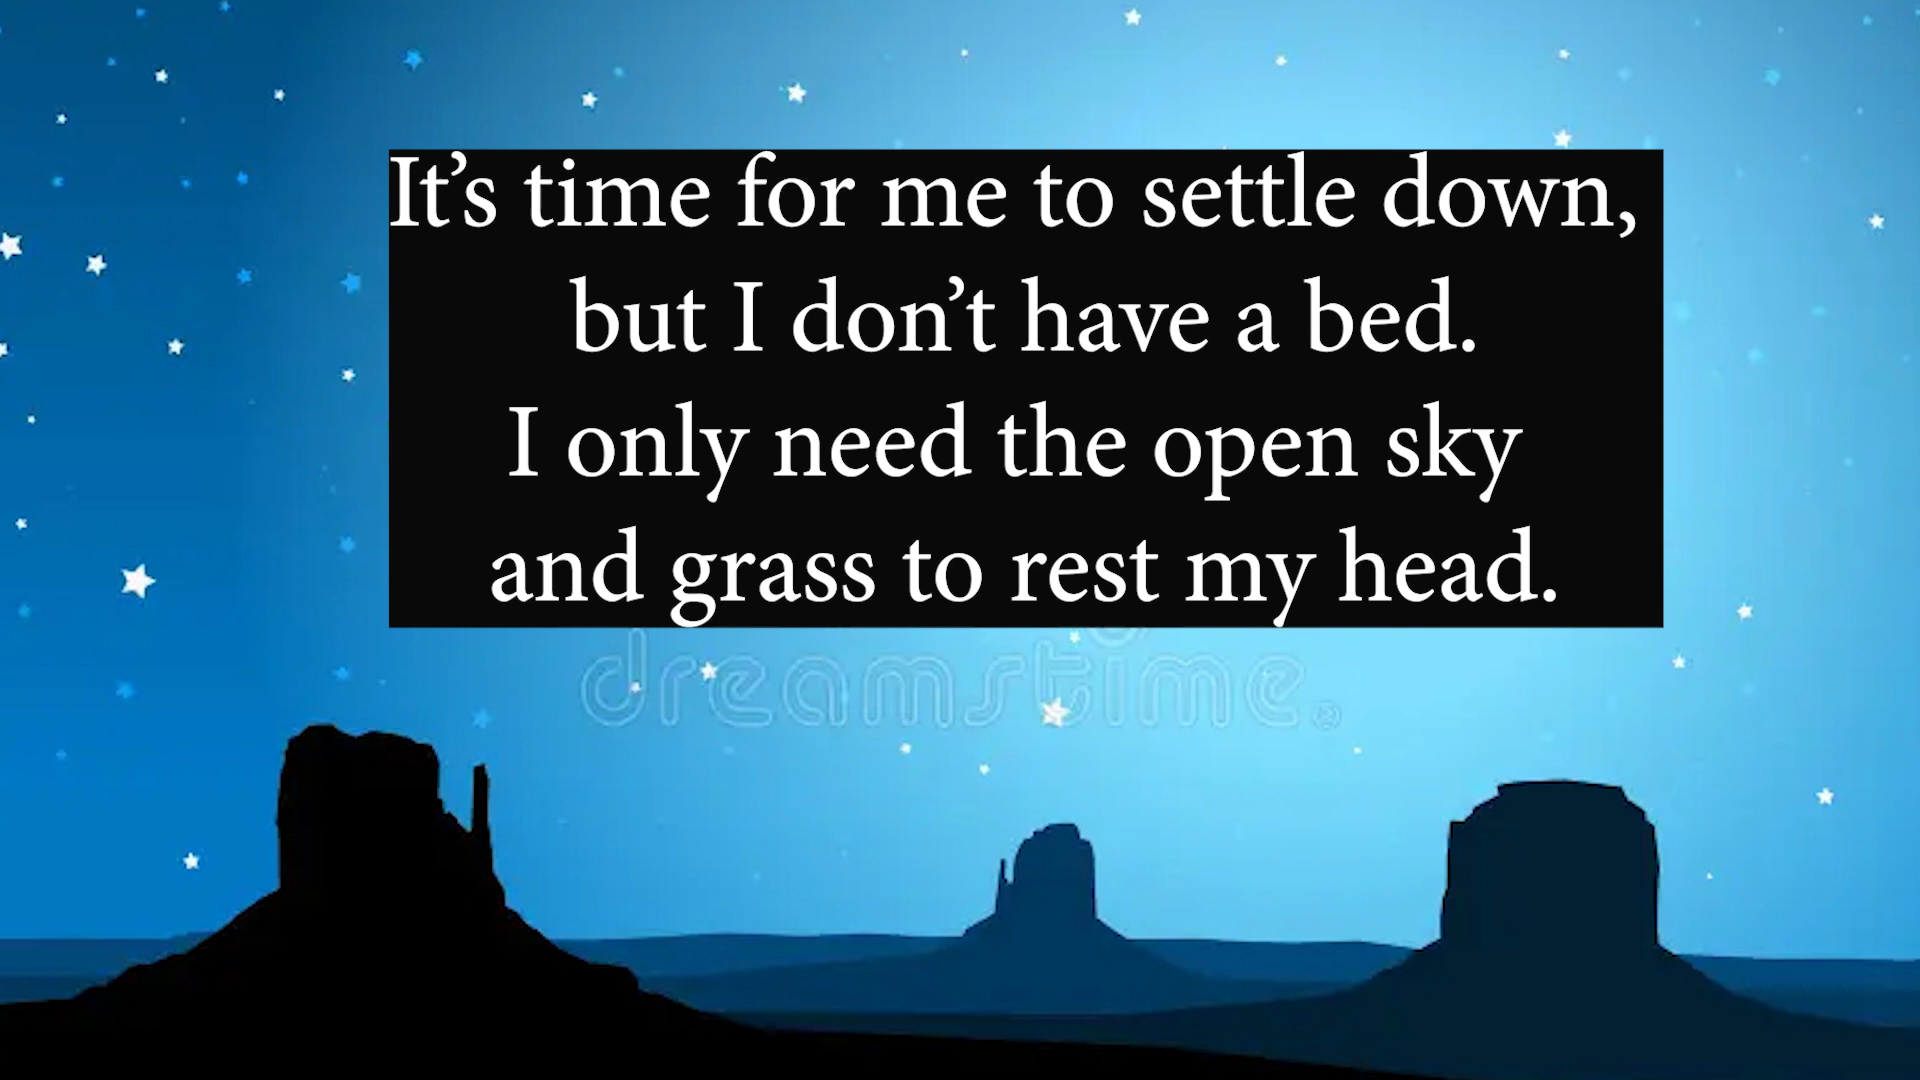 It’s time for me to settle down,
but I don’t have a bed.
I only need the open sky
and grass to rest my head.
dreamstime®